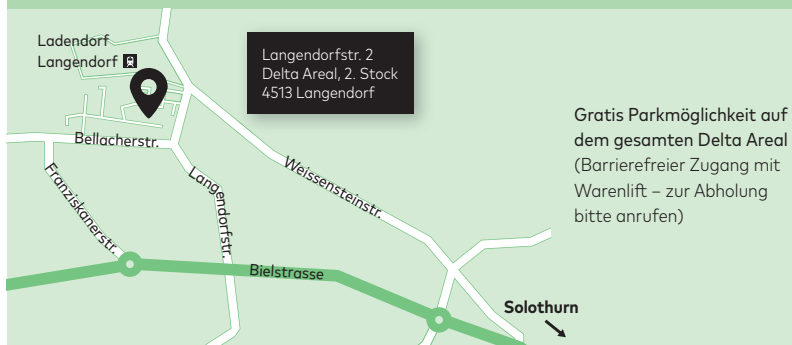 Ladendorf
Langendorf
Langendorfstr. 2
Delta Areal, 2. Stock
4513 Langendorf
Gratis Parkmöglichkeit auf
dem gesamten Delta Areal
(Barrierefreier Zugang mit
Warenlift – zur Abholung
bitte anrufen)
Bellacherstr.
Franziskanerstr.
Langendorfstr.
Weissensteinstr.
Bielstrasse
Solothurn